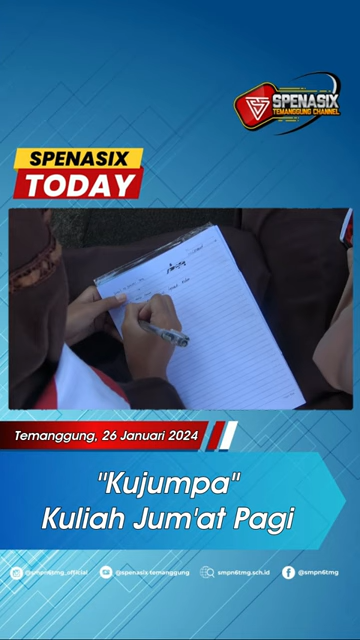 SPENASIX
TEMANGGUNG CHANNEL
SPENASIX
TODAY
Temanggung, 26 Januari 2024
"Kujumpa"
Kuliah Jum'at Pagi
@smpn6tmg_official
@spenasix temanggung
smpn6tmg.sch.id
@smpn6tmg